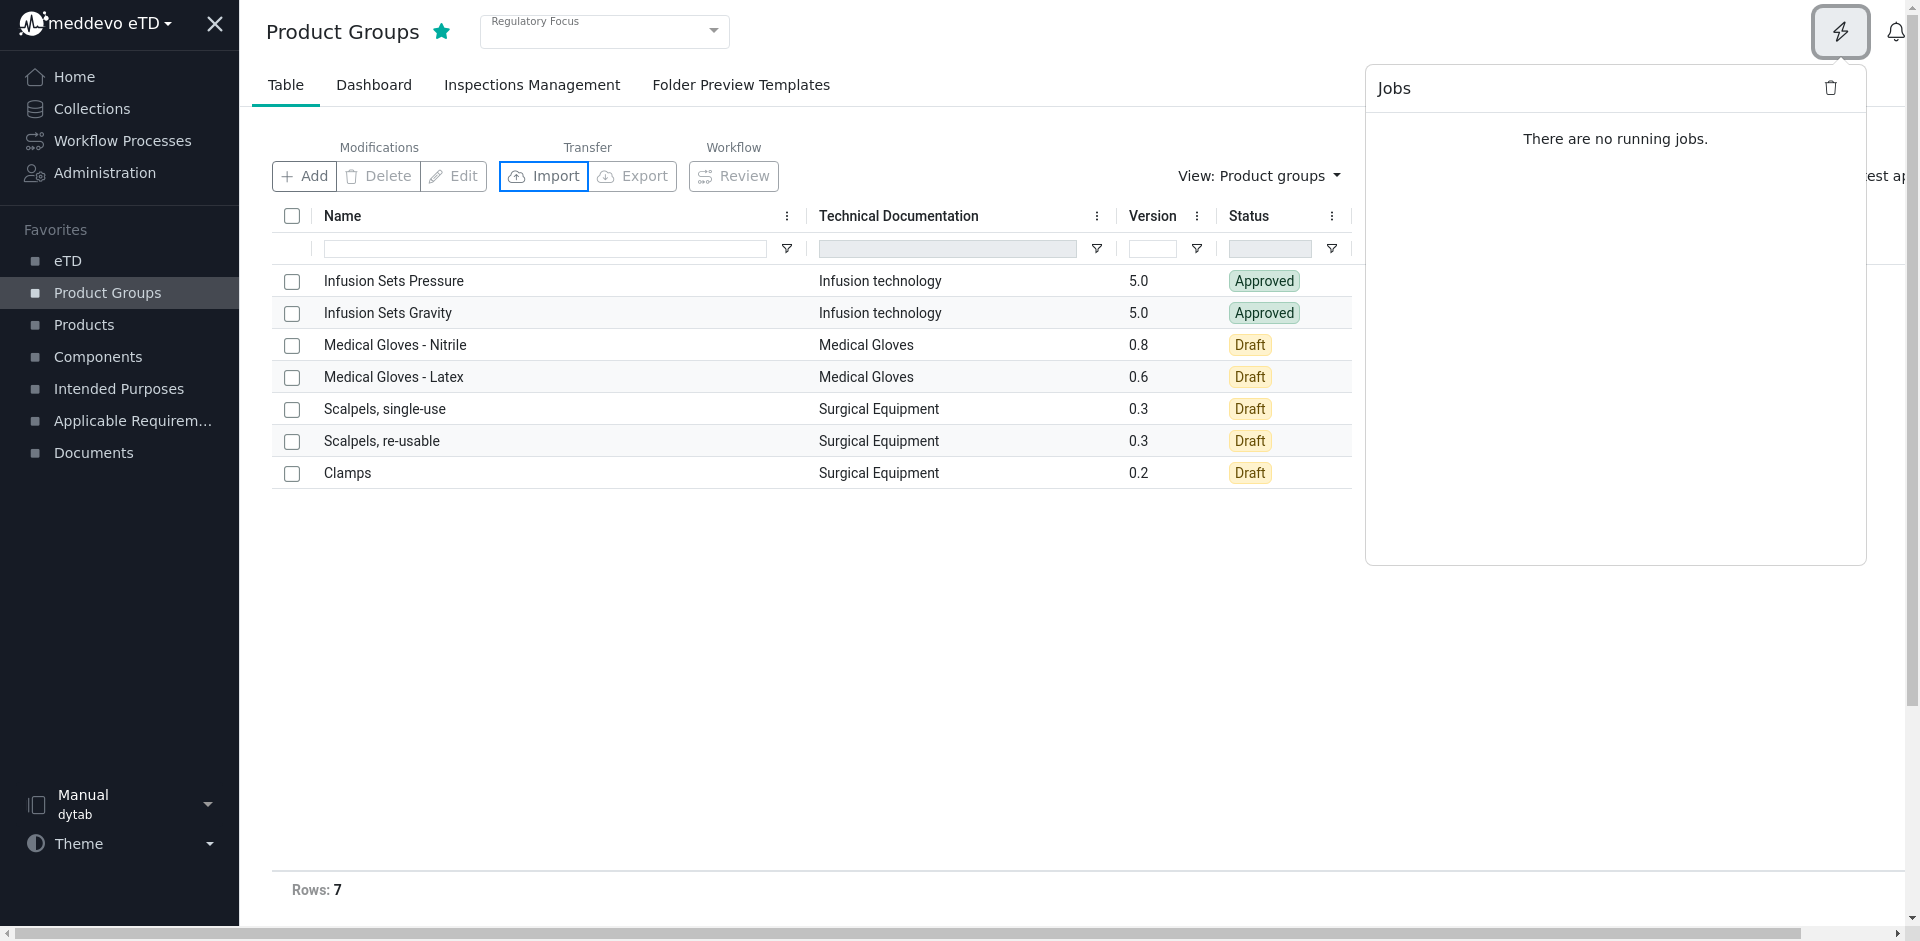 meddevo eTD
Home
Collections
Workflow Processes
Administration
Favorites
eTD
Product Groups
Products
Components
Intended Purposes
Applicable Requirem...
Documents
Manual
dytab
Theme
Product Groups
Regulatory Focus
Table Dashboard Inspections Management Folder Preview Templates
Modifications Transfer Workflow
Add Delete Edit Import Export Review View: Product groups
Name Technical Documentation Version Status
Infusion Sets Pressure Infusion technology 5.0 Approved
Infusion Sets Gravity Infusion technology 5.0 Approved
Medical Gloves - Nitrile Medical Gloves 0.8 Draft
Medical Gloves - Latex Medical Gloves 0.6 Draft
Scalpels, single-use Surgical Equipment 0.3 Draft
Scalpels, re-usable Surgical Equipment 0.3 Draft
Clamps Surgical Equipment 0.2 Draft
Rows: 7
Jobs
There are no running jobs.